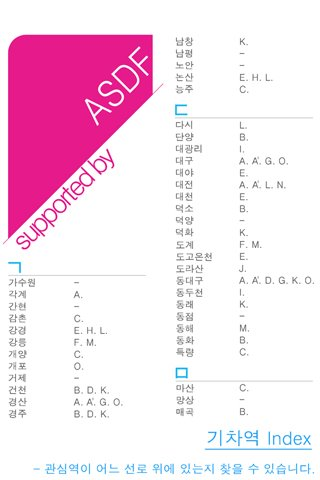 supported by ASDF
ㄱ
가수원 –
각계 A.
간현 –
감촌 C.
강경 E. H. L.
강릉 F. M.
개양 C.
개포 O.
거제 –
건천 B. D. K.
경산 A. A'. G. O.
경주 B. D. K.
남창 K.
남평 –
노안 –
논산 E. H. L.
능주 C.
ㄷ
다시 L.
단양 B.
대광리 I.
대구 A. A'. G. O.
대야 E.
대전 A. A'. L. N.
대천 E.
덕소 B.
덕양 –
덕화 K.
도계 F. M.
도고온천 E.
도라산 J.
동대구 A. A'. D. G. K. O.
동두천 I.
동래 K.
동점 –
동해 M.
동화 B.
득량 C.
ㅁ
마산 C.
망상 –
매곡 B.
기차역 Index
– 관심역이 어느 선로 위에 있는지 찾을 수 있습니다.